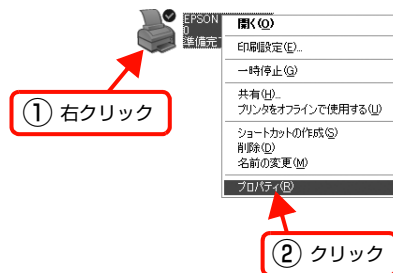 EPSON
0
準備完
開く(O)
印刷設定(E)...
一時停止(G)
共有(H)...
プリンタをオフラインで使用する(U)
ショートカットの作成(S)
削除(D)
名前の変更(M)
プロパティ(R)
① 右クリック
② クリック